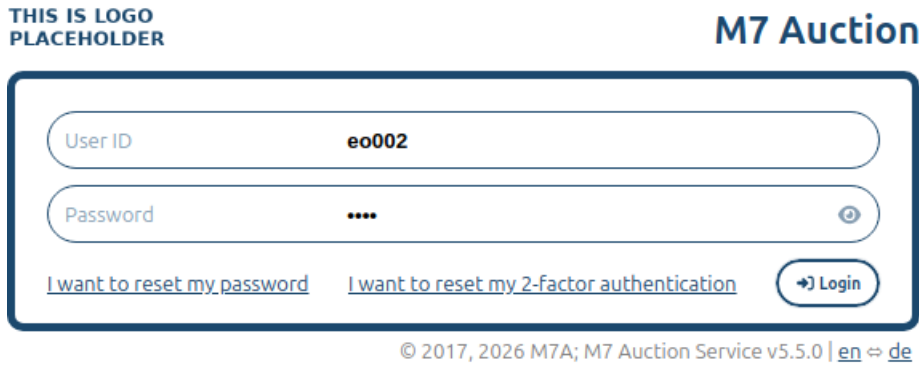 THIS IS LOGO
PLACEHOLDER
M7 Auction
User ID eo002
Password ••••
I want to reset my password I want to reset my 2-factor authentication Login
© 2017, 2026 M7A; M7 Auction Service v5.5.0 | en ⇔ de